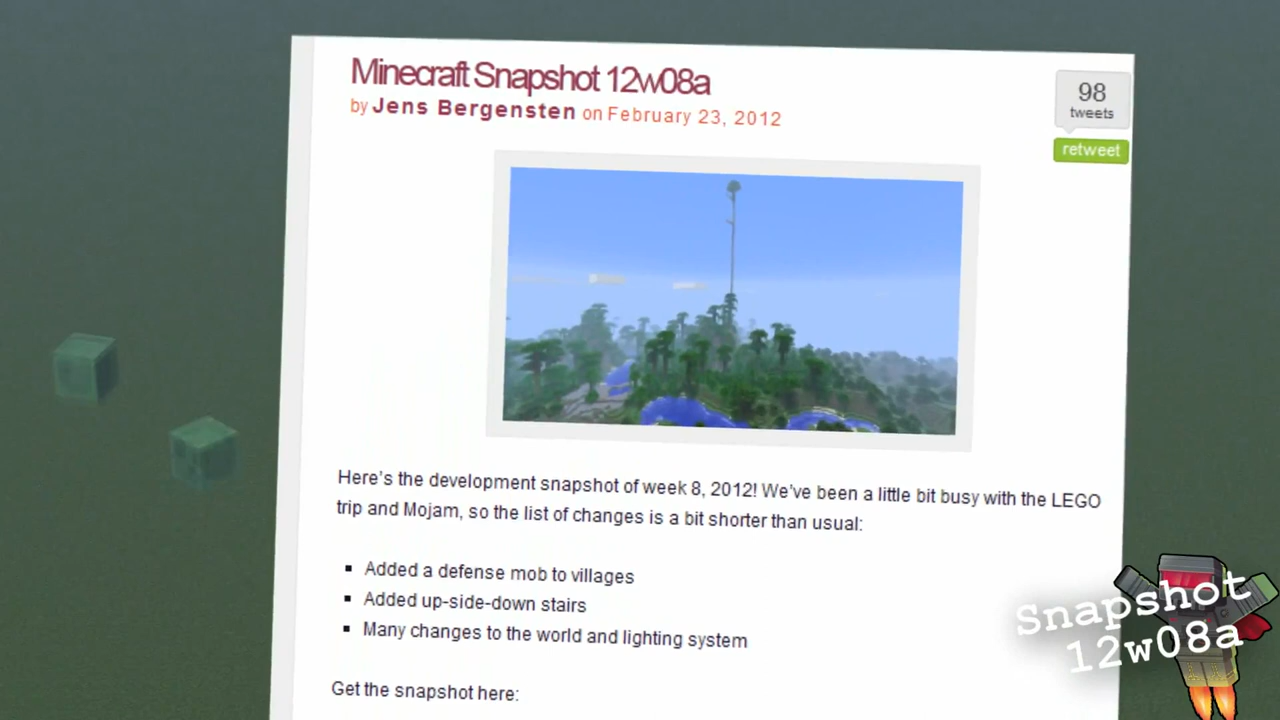 Minecraft Snapshot 12w08a
by Jens Bergensten on February 23, 2012
98
tweets
retweet
Here's the development snapshot of week 8, 2012! We've been a little bit busy with the LEGO
trip and Mojam, so the list of changes is a bit shorter than usual:
▪ Added a defense mob to villages
▪ Added up-side-down stairs
▪ Many changes to the world and lighting system
Get the snapshot here:
Snapshot
12w08a